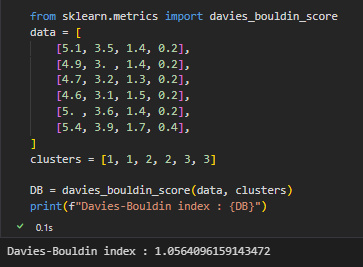 from sklearn.metrics import davies_bouldin_score
data = [
    [5.1, 3.5, 1.4, 0.2],
    [4.9, 3. , 1.4, 0.2],
    [4.7, 3.2, 1.3, 0.2],
    [4.6, 3.1, 1.5, 0.2],
    [5. , 3.6, 1.4, 0.2],
    [5.4, 3.9, 1.7, 0.4],
]
clusters = [1, 1, 2, 2, 3, 3]
DB = davies_bouldin_score(data, clusters)
print(f"Davies-Bouldin index : {DB}")
✓ 0.1s
Davies-Bouldin index : 1.0564096159143472